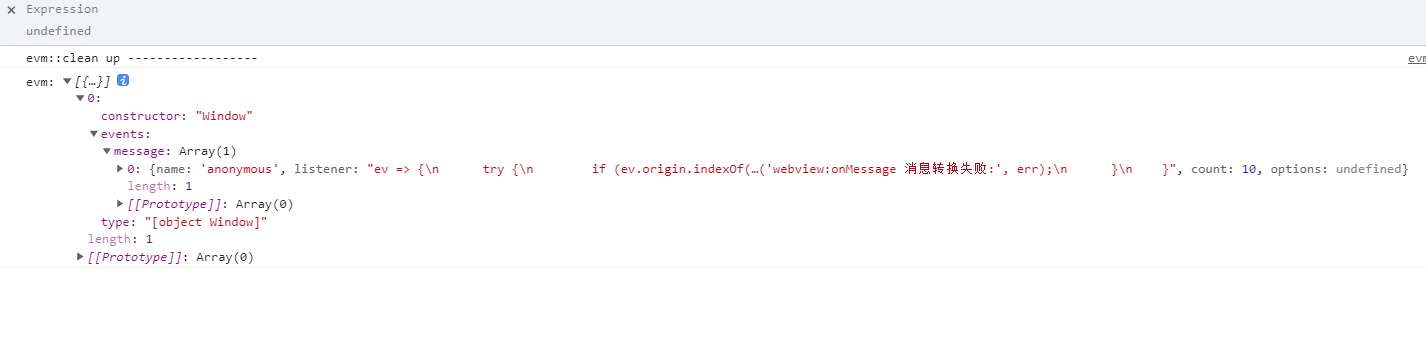 × Expression
undefined
evm::clean up ------------------
evm
evm: ▼[{…}] i
▼0:
constructor: "Window"
▼events:
▼message: Array(1)
▶0: {name: 'anonymous', listener: "ev => {\n      try {\n        if (ev.origin.indexOf(…('webview:onMessage 消息转换失败:', err);\n      }\n    }", count: 10, options: undefined}
length: 1
▶[[Prototype]]: Array(0)
type: "[object Window]"
length: 1
▶[[Prototype]]: Array(0)